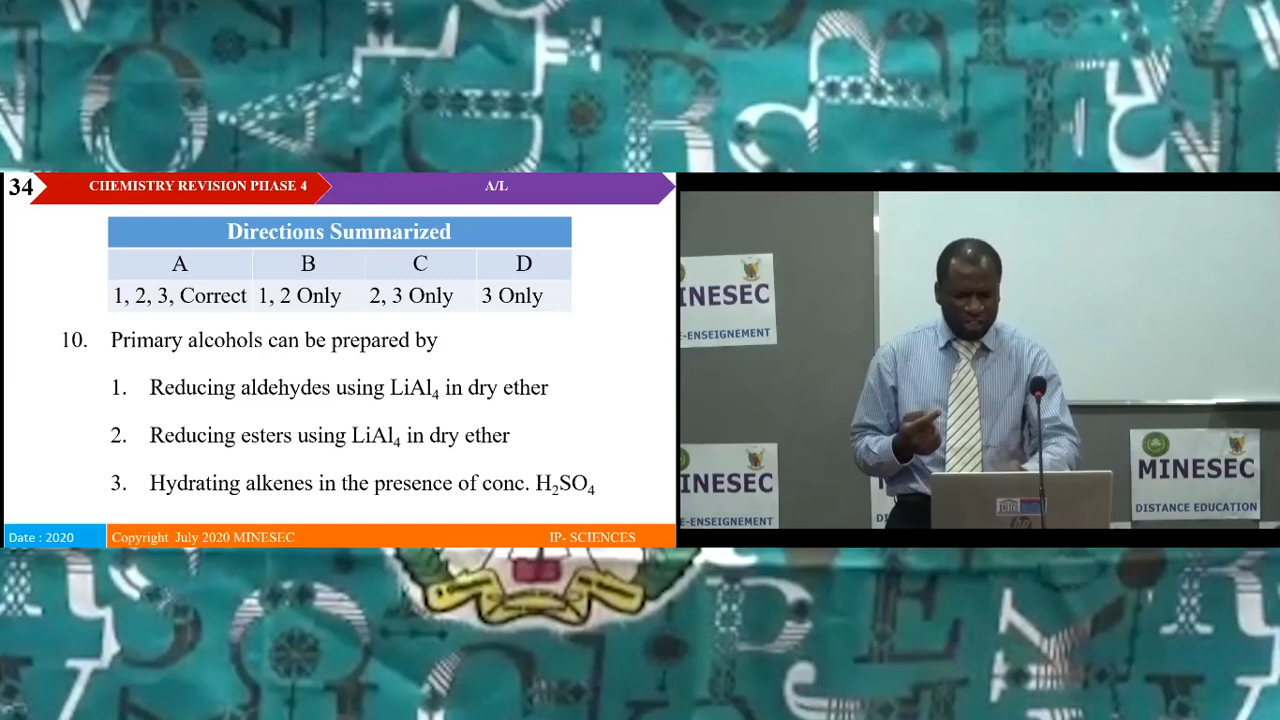 34 CHEMISTRY REVISION PHASE 4 A/L
Directions Summarized
A B C D
1, 2, 3, Correct 1, 2 Only 2, 3 Only 3 Only
10. Primary alcohols can be prepared by
1. Reducing aldehydes using LiAl₄ in dry ether
2. Reducing esters using LiAl₄ in dry ether
3. Hydrating alkenes in the presence of conc. H₂SO₄
Date : 2020 Copyright July 2020 MINESEC IP- SCIENCES
INESEC
E-ENSEIGNEMENT
INESEC
E-ENSEIGNEMENT
MINESEC
DISTANCE EDUCATION
hp